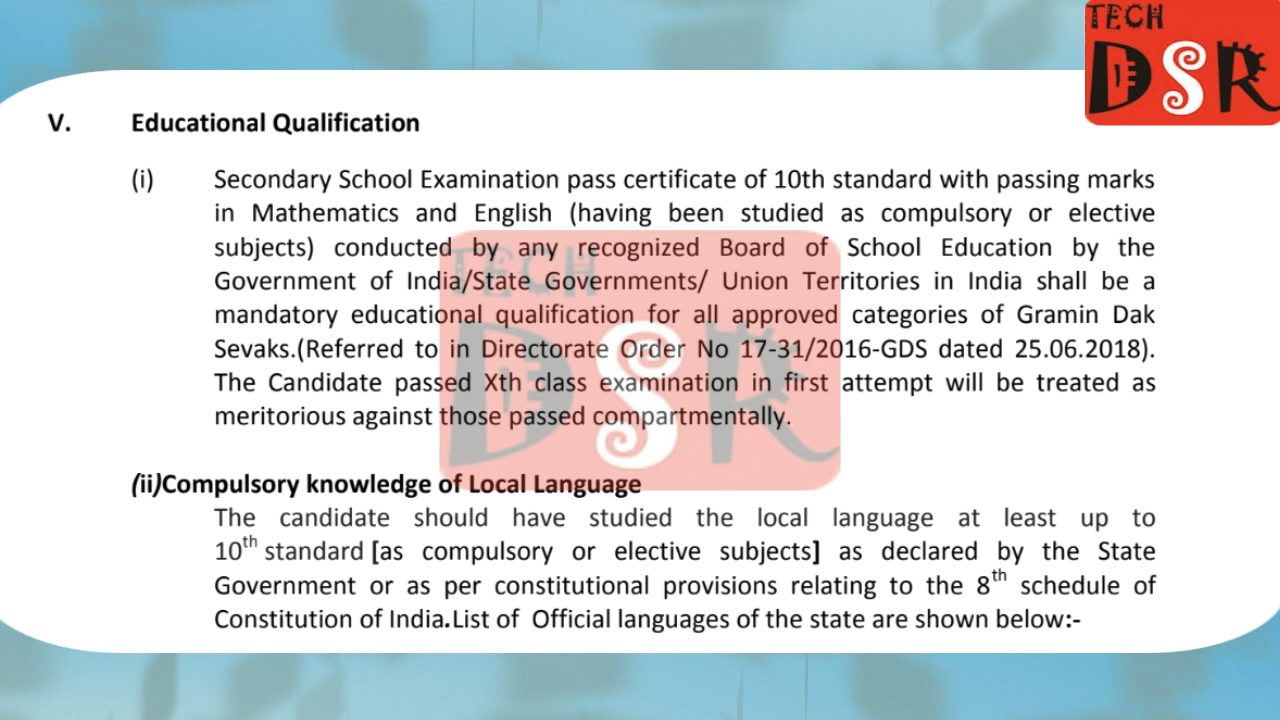 TECH
DSR
V. Educational Qualification
(i) Secondary School Examination pass certificate of 10th standard with passing marks
in Mathematics and English (having been studied as compulsory or elective
subjects) conducted by any recognized Board of School Education by the
Government of India/State Governments/ Union Territories in India shall be a
mandatory educational qualification for all approved categories of Gramin Dak
Sevaks.(Referred to in Directorate Order No 17-31/2016-GDS dated 25.06.2018).
The Candidate passed Xth class examination in first attempt will be treated as
meritorious against those passed compartmentally.
TECH
DSR
(ii)Compulsory knowledge of Local Language
The candidate should have studied the local language at least up to
10th standard [as compulsory or elective subjects] as declared by the State
Government or as per constitutional provisions relating to the 8th schedule of
Constitution of India.List of Official languages of the state are shown below:-